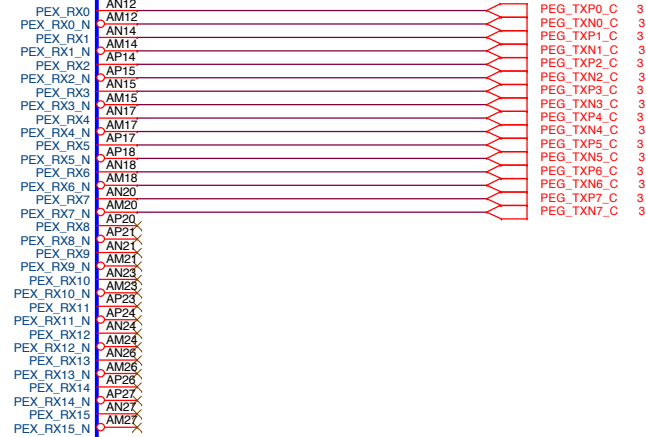 PEX_RX0 AN12 PEG_TXP0_C 3
PEX_RX0_N AM12 PEG_TXN0_C 3
PEX_RX1 AN14 PEG_TXP1_C 3
PEX_RX1_N AM14 PEG_TXN1_C 3
PEX_RX2 AP14 PEG_TXP2_C 3
PEX_RX2_N AP15 PEG_TXN2_C 3
PEX_RX3 AN15 PEG_TXP3_C 3
PEX_RX3_N AM15 PEG_TXN3_C 3
PEX_RX4 AN17 PEG_TXP4_C 3
PEX_RX4_N AM17 PEG_TXN4_C 3
PEX_RX5 AP17 PEG_TXP5_C 3
PEX_RX5_N AP18 PEG_TXN5_C 3
PEX_RX6 AN18 PEG_TXP6_C 3
PEX_RX6_N AM18 PEG_TXN6_C 3
PEX_RX7 AN20 PEG_TXP7_C 3
PEX_RX7_N AM20 PEG_TXN7_C 3
PEX_RX8 AP20
PEX_RX8_N AP21
PEX_RX9 AN21
PEX_RX9_N AM21
PEX_RX10 AN23
PEX_RX10_N AM23
PEX_RX11 AP23
PEX_RX11_N AP24
PEX_RX12 AN24
PEX_RX12_N AM24
PEX_RX13 AN26
PEX_RX13_N AM26
PEX_RX14 AP26
PEX_RX14_N AP27
PEX_RX15 AN27
PEX_RX15_N AM27